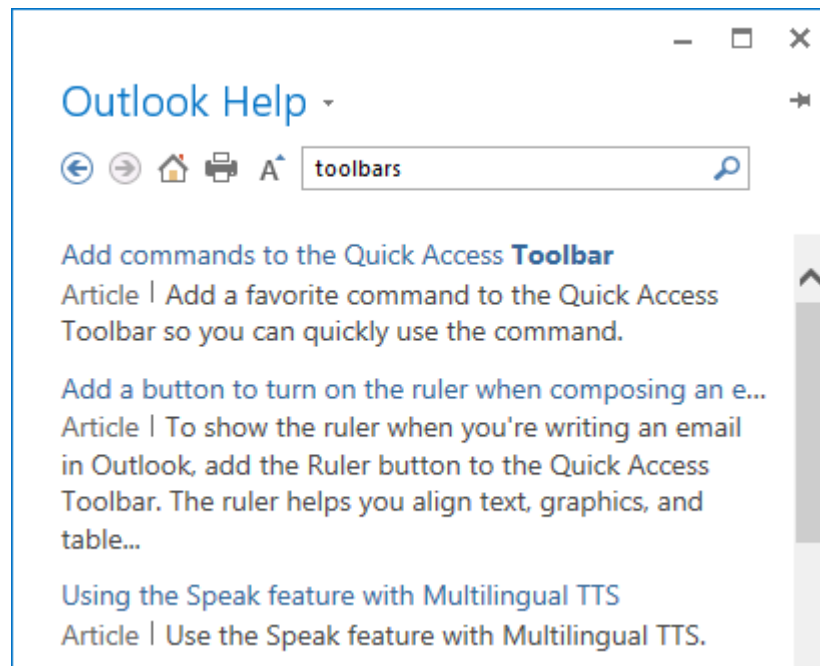 Outlook Help
toolbars
Add commands to the Quick Access Toolbar
Article | Add a favorite command to the Quick Access
Toolbar so you can quickly use the command.
Add a button to turn on the ruler when composing an e...
Article | To show the ruler when you're writing an email
in Outlook, add the Ruler button to the Quick Access
Toolbar. The ruler helps you align text, graphics, and
table...
Using the Speak feature with Multilingual TTS
Article | Use the Speak feature with Multilingual TTS.